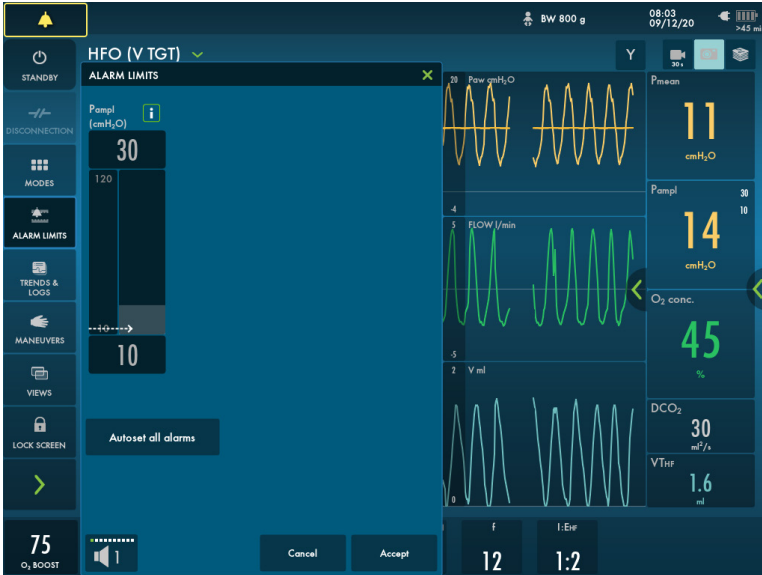 BW 800 g
08:03
09/12/20
>45 mi
STANDBY
HFO (V TGT)
Y
30 s
DISCONNECTION
MODES
ALARM LIMITS
TRENDS &
LOGS
MANEUVERS
VIEWS
LOCK SCREEN
75
O₂ BOOST
ALARM LIMITS
Pampl
(cmH₂O)
i
30
120
10
10
Autoset all alarms
1
Cancel
Accept
20 Paw cmH₂O
-4
5 FLOW l/min
-5
2 V ml
0
Pmean
11
cmH₂O
Pampl
30
10
14
cmH₂O
O₂ conc.
45
%
DCO₂
30
ml²/s
VTHF
1.6
ml
f
12
I:EHF
1:2